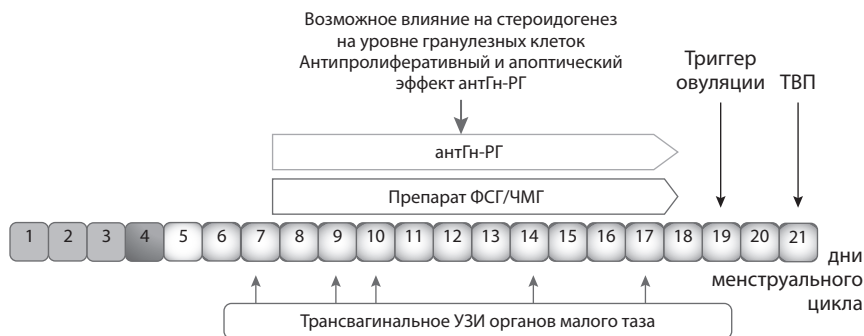 Возможное влияние на стероидогенез
на уровне гранулезных клеток
Антипролиферативный и апоптический
эффект антГн-РГ
Триггер
овуляции
ТВП
антГн-РГ
Препарат ФСГ/ЧМГ
1 2 3 4 5 6 7 8 9 10 11 12 13 14 15 16 17 18 19 20 21
дни
менструального
цикла
Трансвагинальное УЗИ органов малого таза